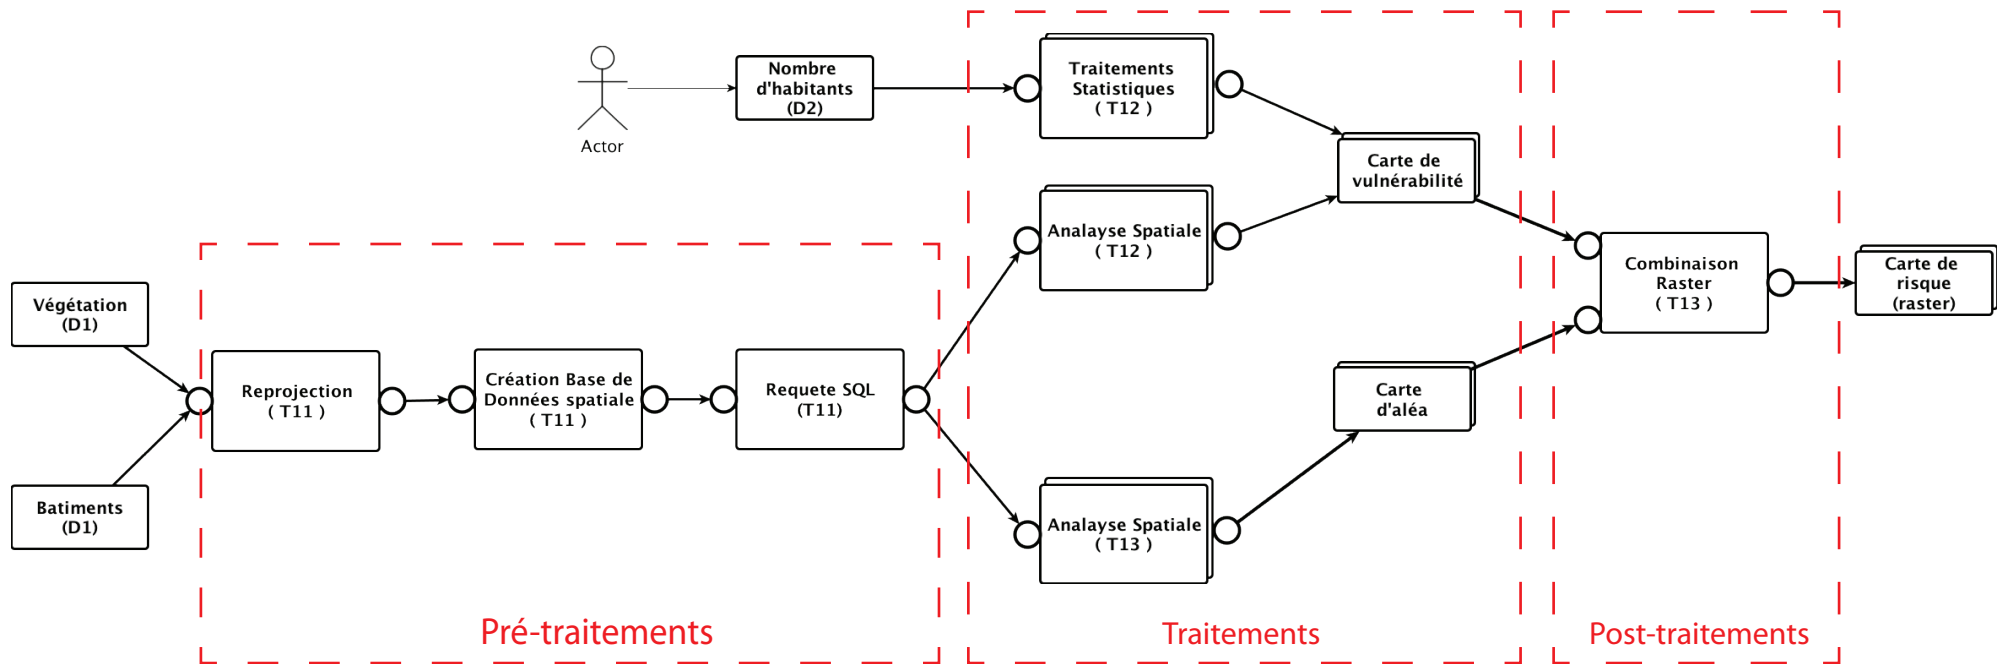 Actor
Nombre
d'habitants
(D2)
Traitements
Statistiques
( T12 )
Carte de
vulnérabilité
Végétation
(D1)
Batiments
(D1)
Reprojection
( T11 )
Création Base de
Données spatiale
( T11 )
Requete SQL
(T11)
Analayse Spatiale
( T12 )
Analayse Spatiale
( T13 )
Carte
d'aléa
Combinaison
Raster
( T13 )
Carte de
risque
(raster)
Pré-traitements
Traitements
Post-traitements